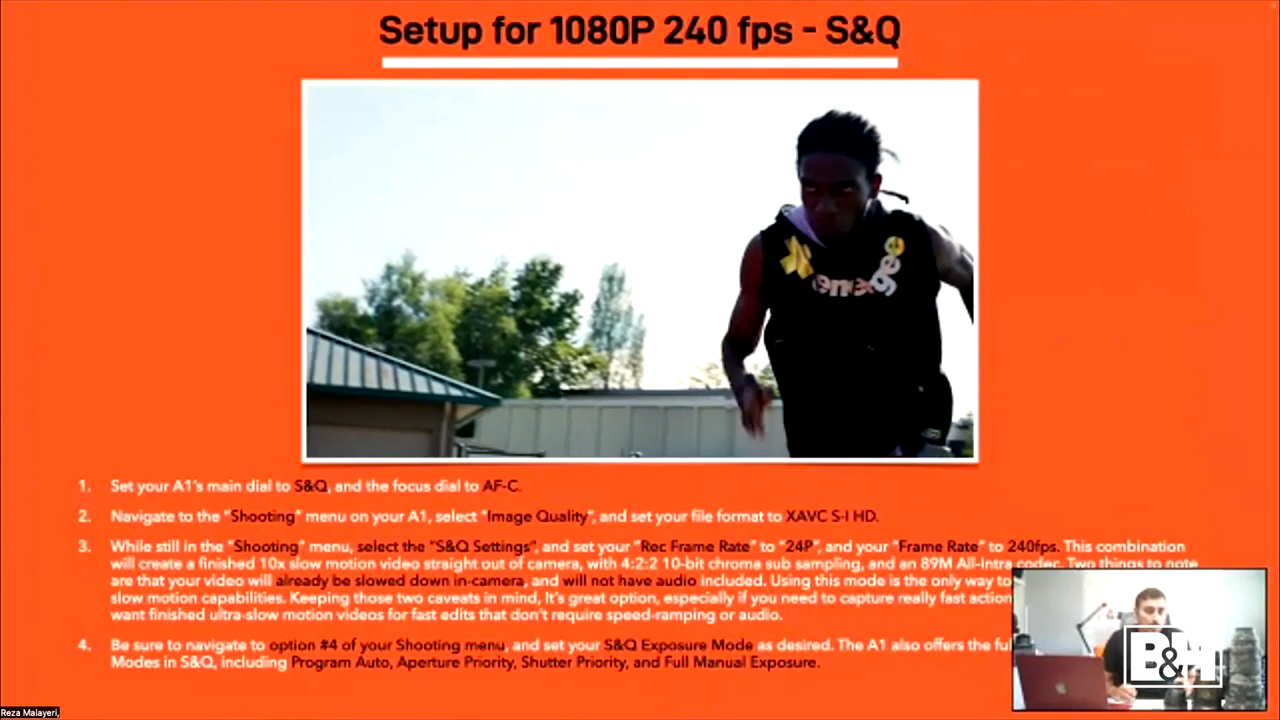 Setup for 1080P 240 fps - S&Q
energee
1. Set your A1's main dial to S&Q, and the focus dial to AF-C.
2. Navigate to the "Shooting" menu on your A1, select "Image Quality", and set your file format to XAVC S-I HD.
3. While still in the "Shooting" menu, select the "S&Q Settings", and set your "Rec Frame Rate" to "24P", and your "Frame Rate" to 240fps. This combination
will create a finished 10x slow motion video straight out of camera, with 4:2:2 10-bit chroma sub sampling, and an 89M All-Intra codec. Two things to note
are that your video will already be slowed down in-camera, and will not have audio included. Using this mode is the only way to
slow motion capabilities. Keeping those two caveats in mind, It's great option, especially if you need to capture really fast action
want finished ultra-slow motion videos for fast edits that don't require speed-ramping or audio.
4. Be sure to navigate to option #4 of your Shooting menu, and set your S&Q Exposure Mode as desired. The A1 also offers the
Modes in S&Q, including Program Auto, Aperture Priority, Shutter Priority, and Full Manual Exposure.
B&H
Reza Malayeri,